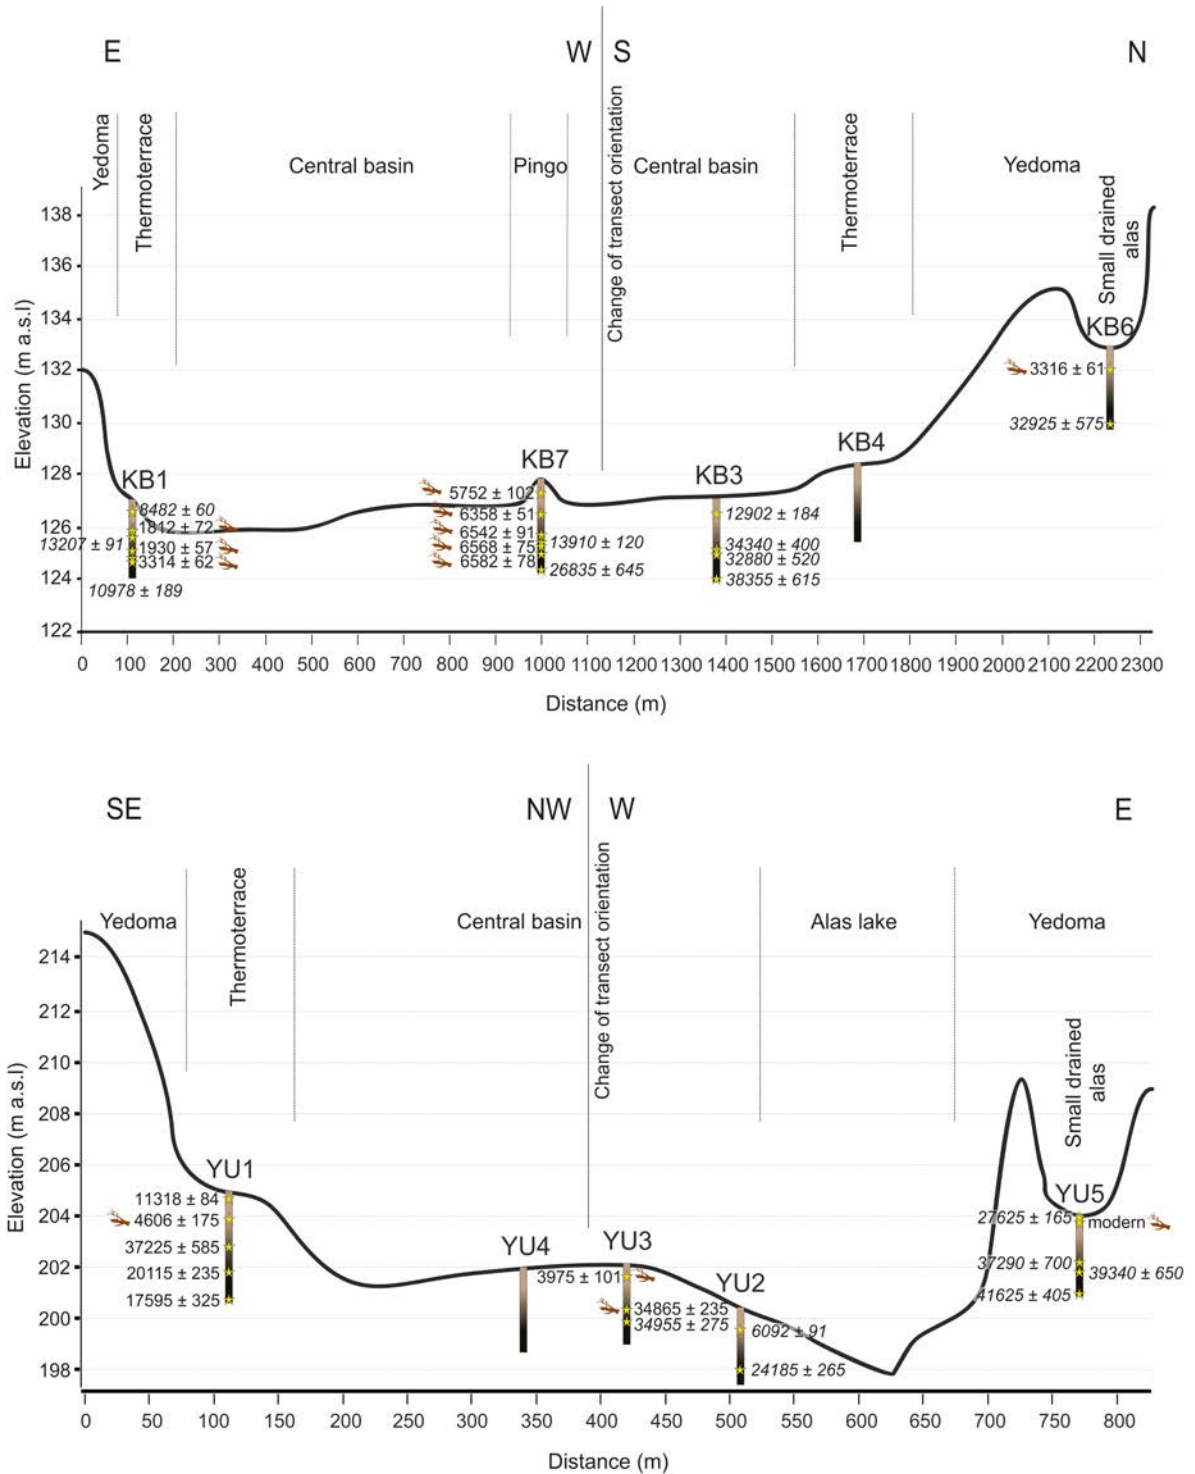 E
W
S
N
Yedoma
Thermoterrace
Central basin
Pingo
Change of transect orientation
Central basin
Thermoterrace
Yedoma
Small drained
alas
Elevation (m a.s.l)
138
136
134
132
130
128
126
124
122
KB1
8482 ± 60
1812 ± 72
13207 ± 91
1930 ± 57
3314 ± 62
10978 ± 189
KB7
5752 ± 102
6358 ± 51
6542 ± 91
6568 ± 75
6582 ± 78
13910 ± 120
26835 ± 645
KB3
12902 ± 184
34340 ± 400
32880 ± 520
38355 ± 615
KB4
KB6
3316 ± 61
32925 ± 575
0 100 200 300 400 500 600 700 800 900 1000 1100 1200 1300 1400 1500 1600 1700 1800 1900 2000 2100 2200 2300
Distance (m)
SE
NW
W
E
Yedoma
Thermoterrace
Central basin
Change of transect orientation
Alas lake
Yedoma
Small drained
alas
Elevation (m a.s.l)
214
212
210
208
206
204
202
200
198
YU1
11318 ± 84
4606 ± 175
37225 ± 585
20115 ± 235
17595 ± 325
YU4
YU3
3975 ± 101
34865 ± 235
34955 ± 275
YU2
6092 ± 91
24185 ± 265
YU5
27625 ± 165
modern
37290 ± 700
39340 ± 650
41625 ± 405
0 50 100 150 200 250 300 350 400 450 500 550 600 650 700 750 800
Distance (m)